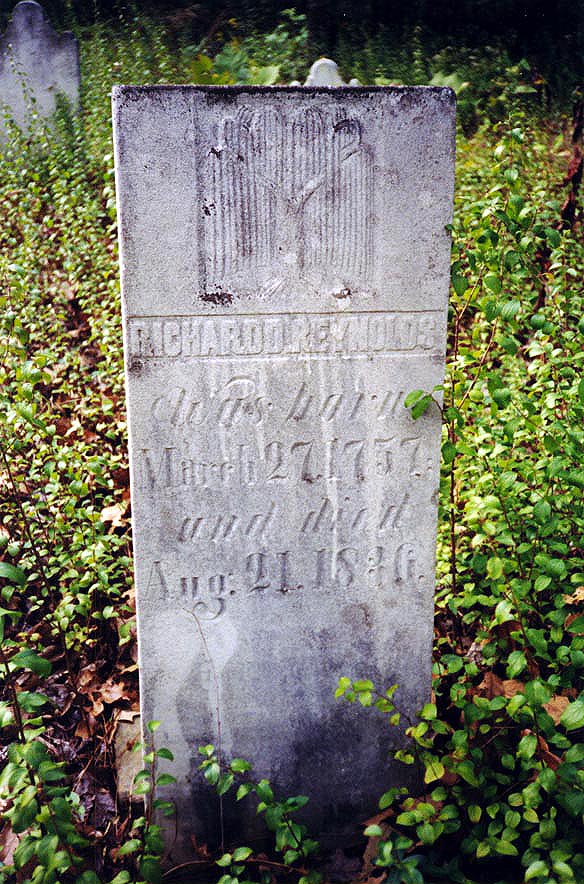 RICHARD D REYNOLDS
Was born
March 27. 1757.
and died
Aug. 21. 1836.